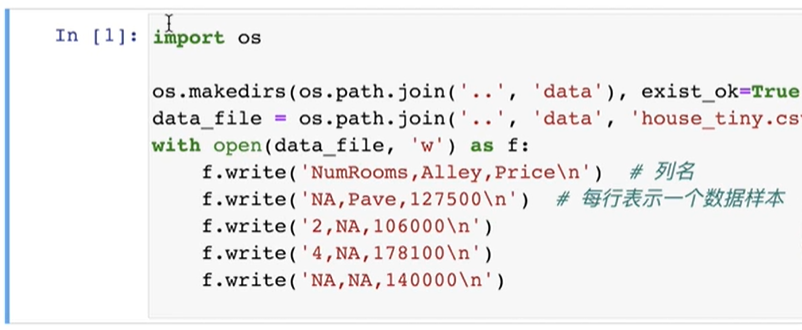 In [1]: import os
os.makedirs(os.path.join('..', 'data'), exist_ok=True
data_file = os.path.join('..', 'data', 'house_tiny.cs
with open(data_file, 'w') as f:
f.write('NumRooms,Alley,Price\n')  # 列名
f.write('NA,Pave,127500\n')  # 每行表示一个数据样本
f.write('2,NA,106000\n')
f.write('4,NA,178100\n')
f.write('NA,NA,140000\n')